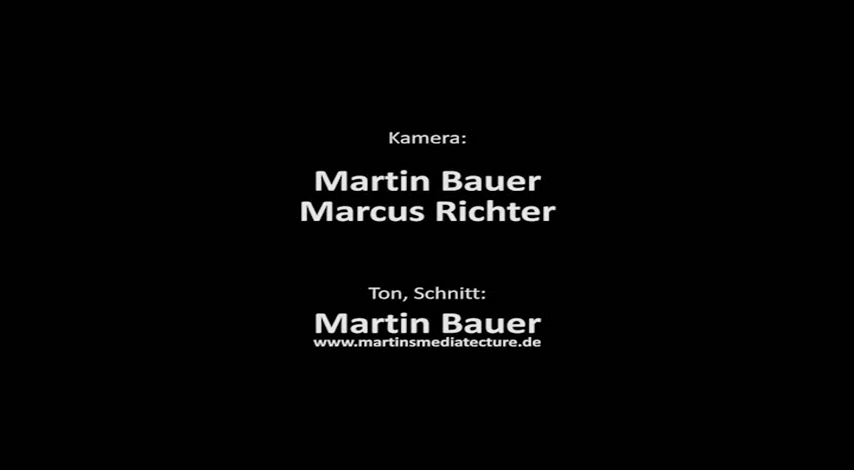 Kamera:
Martin Bauer
Marcus Richter
Ton, Schnitt:
Martin Bauer
www.martinsmediatecture.de